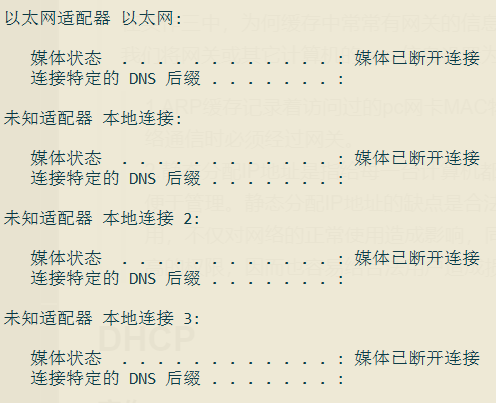 以太网适配器 以太网:
媒体状态 . . . . . . . . . . . . : 媒体已断开连接
连接特定的 DNS 后缀 . . . . . . . :
未知适配器 本地连接:
媒体状态 . . . . . . . . . . . . : 媒体已断开连接
连接特定的 DNS 后缀 . . . . . . . :
未知适配器 本地连接 2:
媒体状态 . . . . . . . . . . . . : 媒体已断开连接
连接特定的 DNS 后缀 . . . . . . . :
未知适配器 本地连接 3:
DHCP
媒体状态 . . . . . . . . . . . . : 媒体已断开连接
连接特定的 DNS 后缀 . . . . . . . :